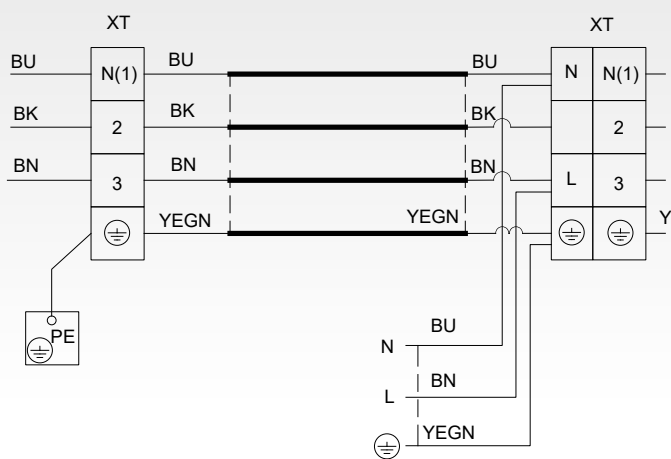 XT XT
BU N(1) BU BU N N(1)
BK 2 BK BK 2
BN 3 BN BN L 3
YEGN YEGN Y
PE
N BU
L BN
YEGN